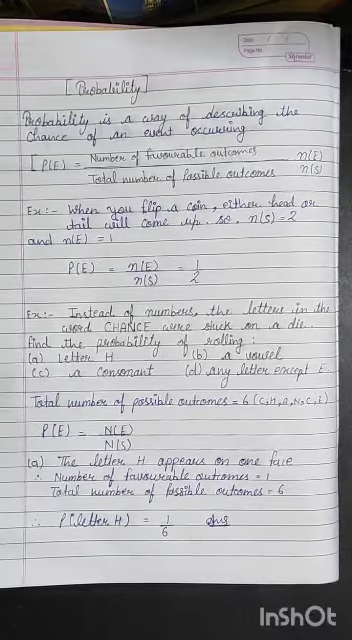 Date / /
Page No.
Shivalal
[Probability]
Probability is a way of describing the
Chance of an event occurring
[P(E) = Number of favourable outcomes / Total number of Possible outcomes = n(E) / n(S)
Ex:- When you flip a coin, either head or
tail will come up. so, n(S) = 2
and n(E) = 1
P(E) = n(E) / n(S) = 1 / 2
Ex:- Instead of numbers, the letters in the
word CHANCE were stuck on a die.
find the probability of rolling:
(a) Letter H (b) a vowel
(c) a consonant (d) any letter except E.
Total number of possible outcomes = 6 (C,H,A,N,C,E)
P(E) = N(E) / N(S)
(a) The letter H appears on one face
∴ Number of favourable outcomes = 1
Total number of possible outcomes = 6
∴ P(letter H) = 1 / 6 Ans
InShOt